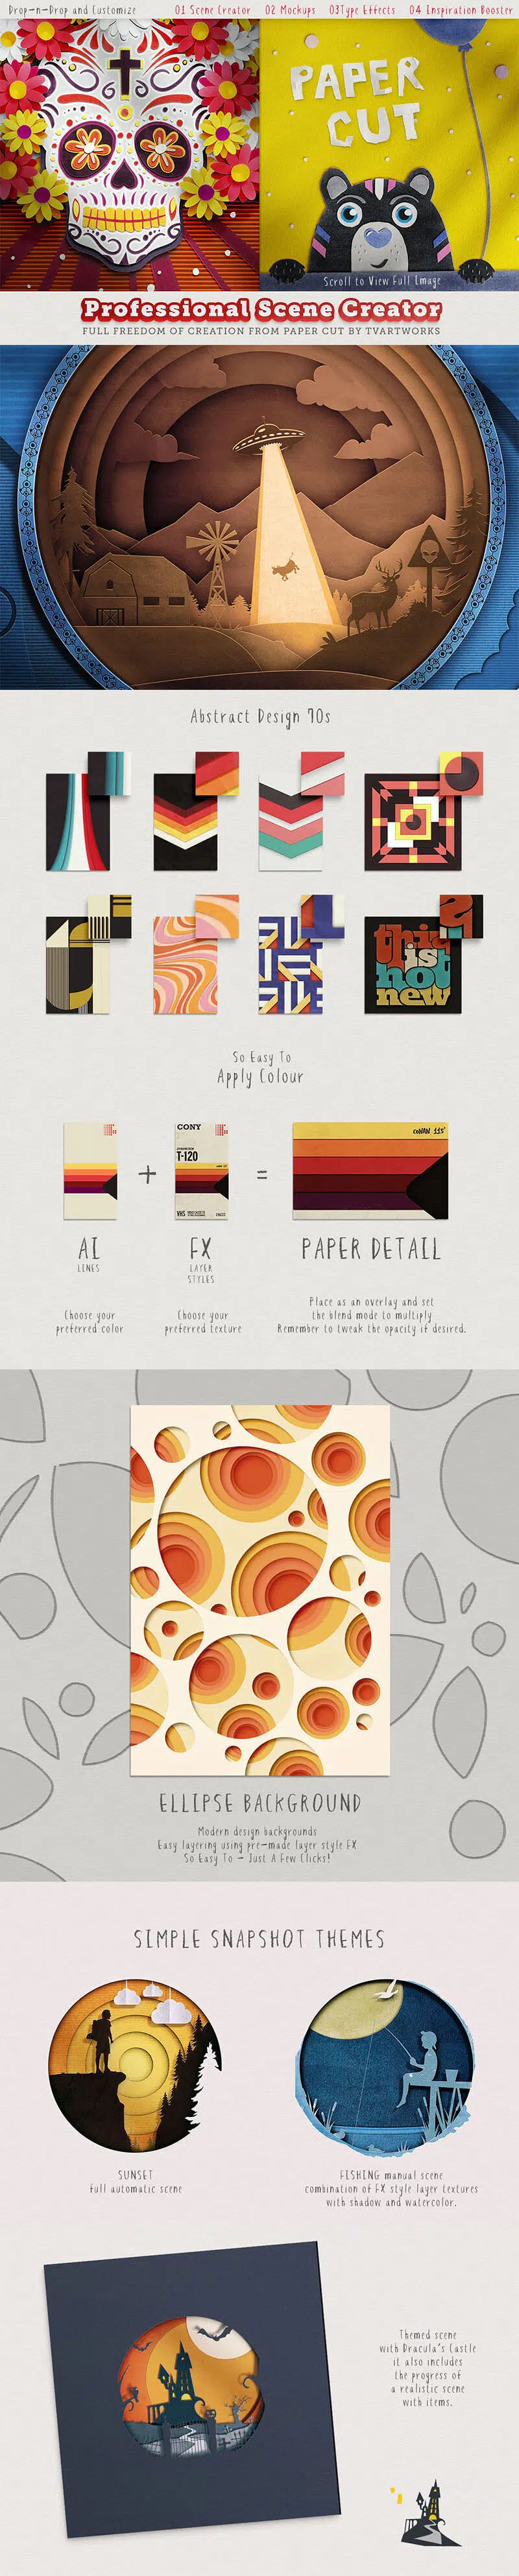 Drop-n-Drop and Customize 01 Scene Creator 02 Mockups 03Type Effects 04 Inspiration Booster
PAPER
CUT
Scroll to View Full Image
Professional Scene Creator
FULL FREEDOM OF CREATION FROM PAPER CUT BY TVARTWORKS
Abstract Design 70s
this
is
not
new
So Easy To
Apply Colour
CONY
T-120
VHS
CONAN 115'
+
=
AI
LINES
FX
LAYER
STYLES
PAPER DETAIL
Choose your
preferred color
Choose your
preferred texture
Place as an overlay and set
the blend mode to multiply
Remember to tweak the opacity if desired.
ELLIPSE BACKGROUND
Modern design backgrounds
Easy layering using pre-made layer style FX
So Easy To - Just A Few Clicks!
SIMPLE SNAPSHOT THEMES
SUNSET
full automatic scene
FISHING manual scene
combination of FX style layer textures
with shadow and watercolor.
Themed scene
with Dracula's Castle
it also includes
the progress of
a realistic scene
with items.